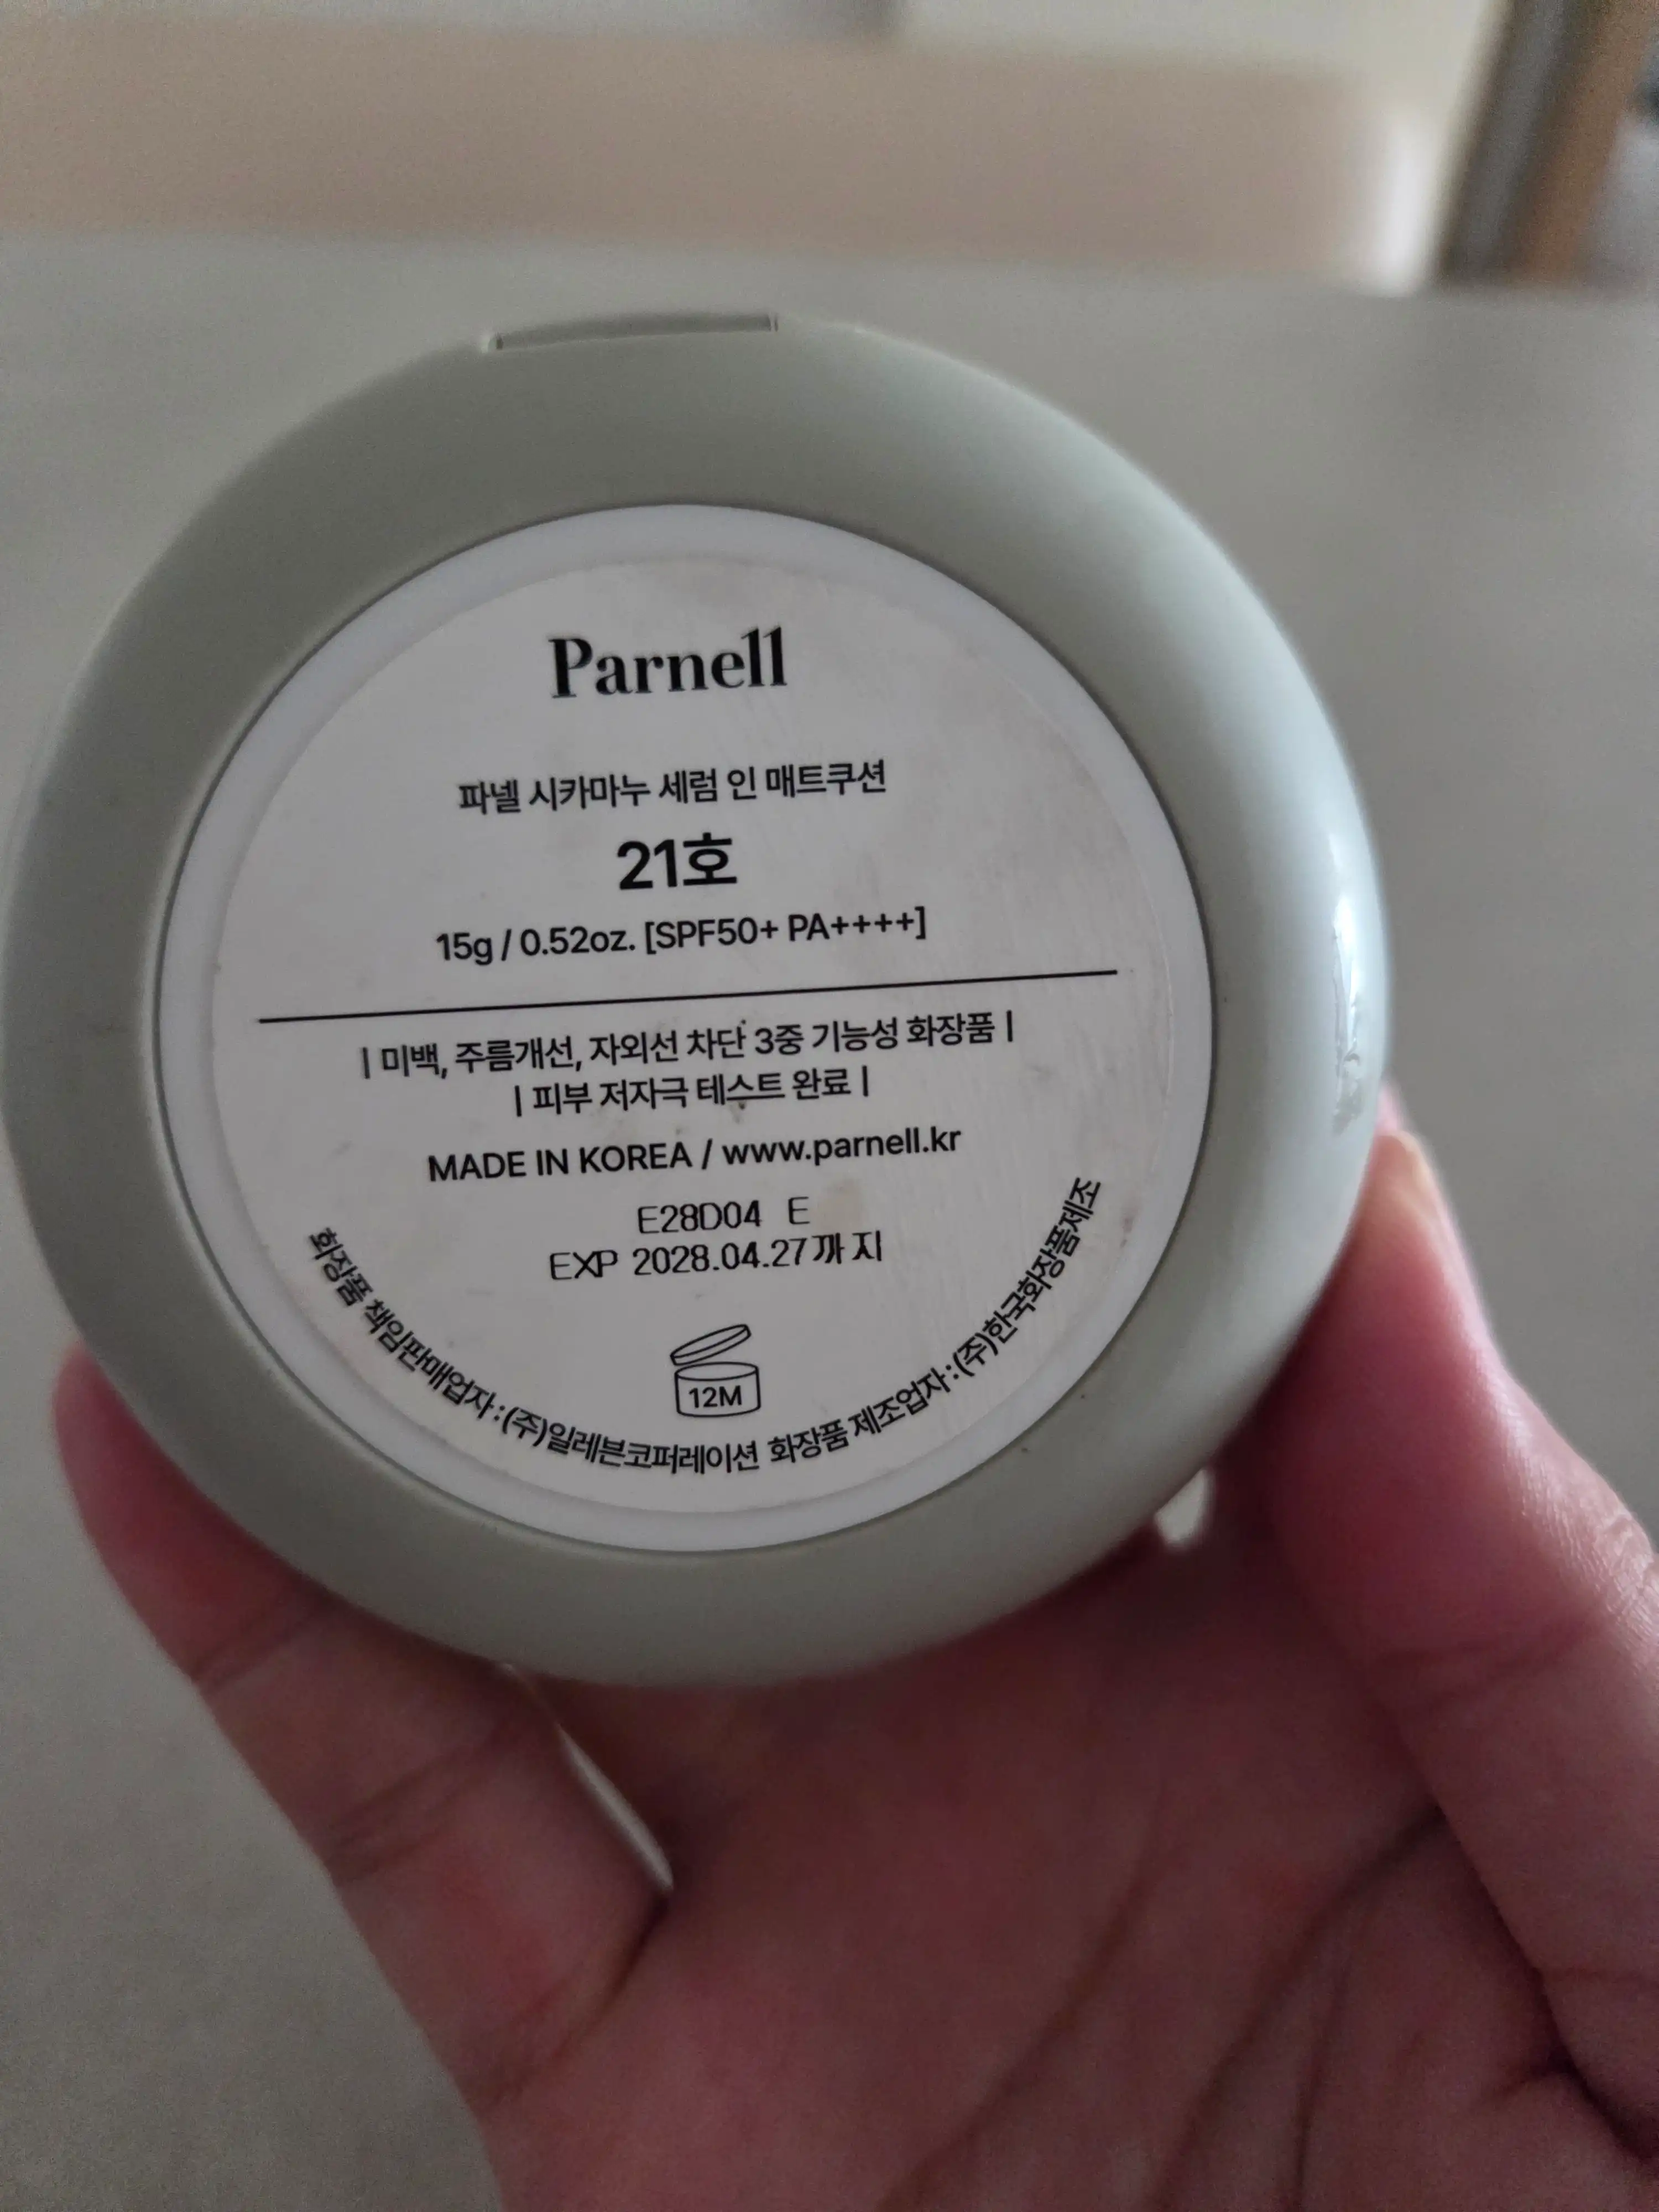 Parnell
파넬 시카마누 세럼 인 매트쿠션
21호
15g / 0.52oz. [SPF50+ PA++++]
| 미백, 주름개선, 자외선 차단 3중 기능성 화장품 |
| 피부 저자극 테스트 완료 |
MADE IN KOREA / www.parnell.kr
E28D04 E
EXP 2028.04.27까지
12M
화장품 책임판매업자 : (주)일레븐코퍼레이션 화장품 제조업자 : (주)한국화장품제조